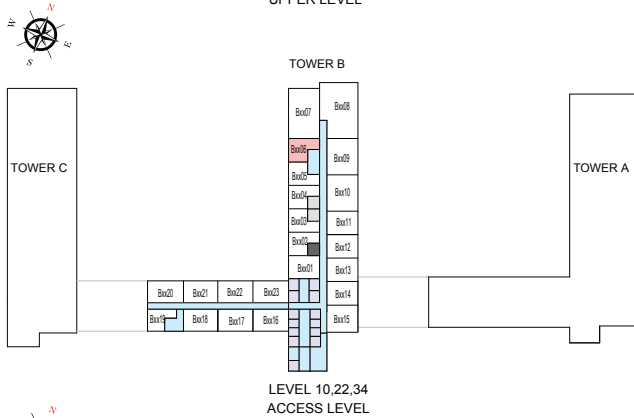 UPPER LEVEL
N
W
E
S
TOWER B
Bxx07
Bxx08
Bxx06
Bxx09
TOWER C
TOWER A
Bxx05
Bxx04
Bxx10
Bxx03
Bxx11
Bxx02
Bxx12
Bxx01
Bxx13
Bxx20
Bxx21
Bxx22
Bxx23
Bxx14
Bxx19
Bxx18
Bxx17
Bxx16
Bxx15
LEVEL 10,22,34
ACCESS LEVEL
N